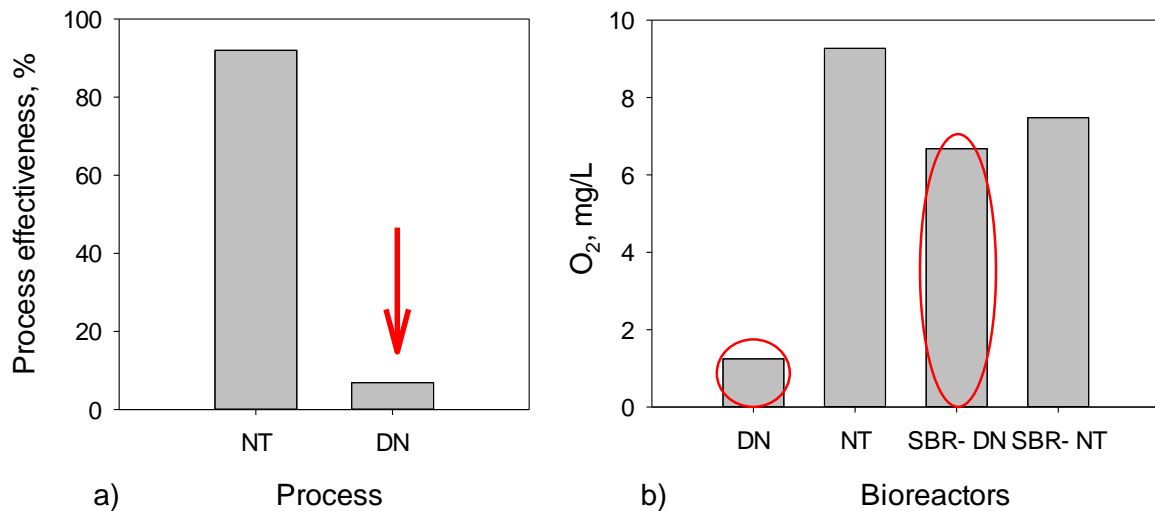 Process effectiveness, %
100
80
60
40
20
0
NT DN
a) Process
O₂, mg/L
10
8
6
4
2
0
DN NT SBR- DN SBR- NT
b) Bioreactors